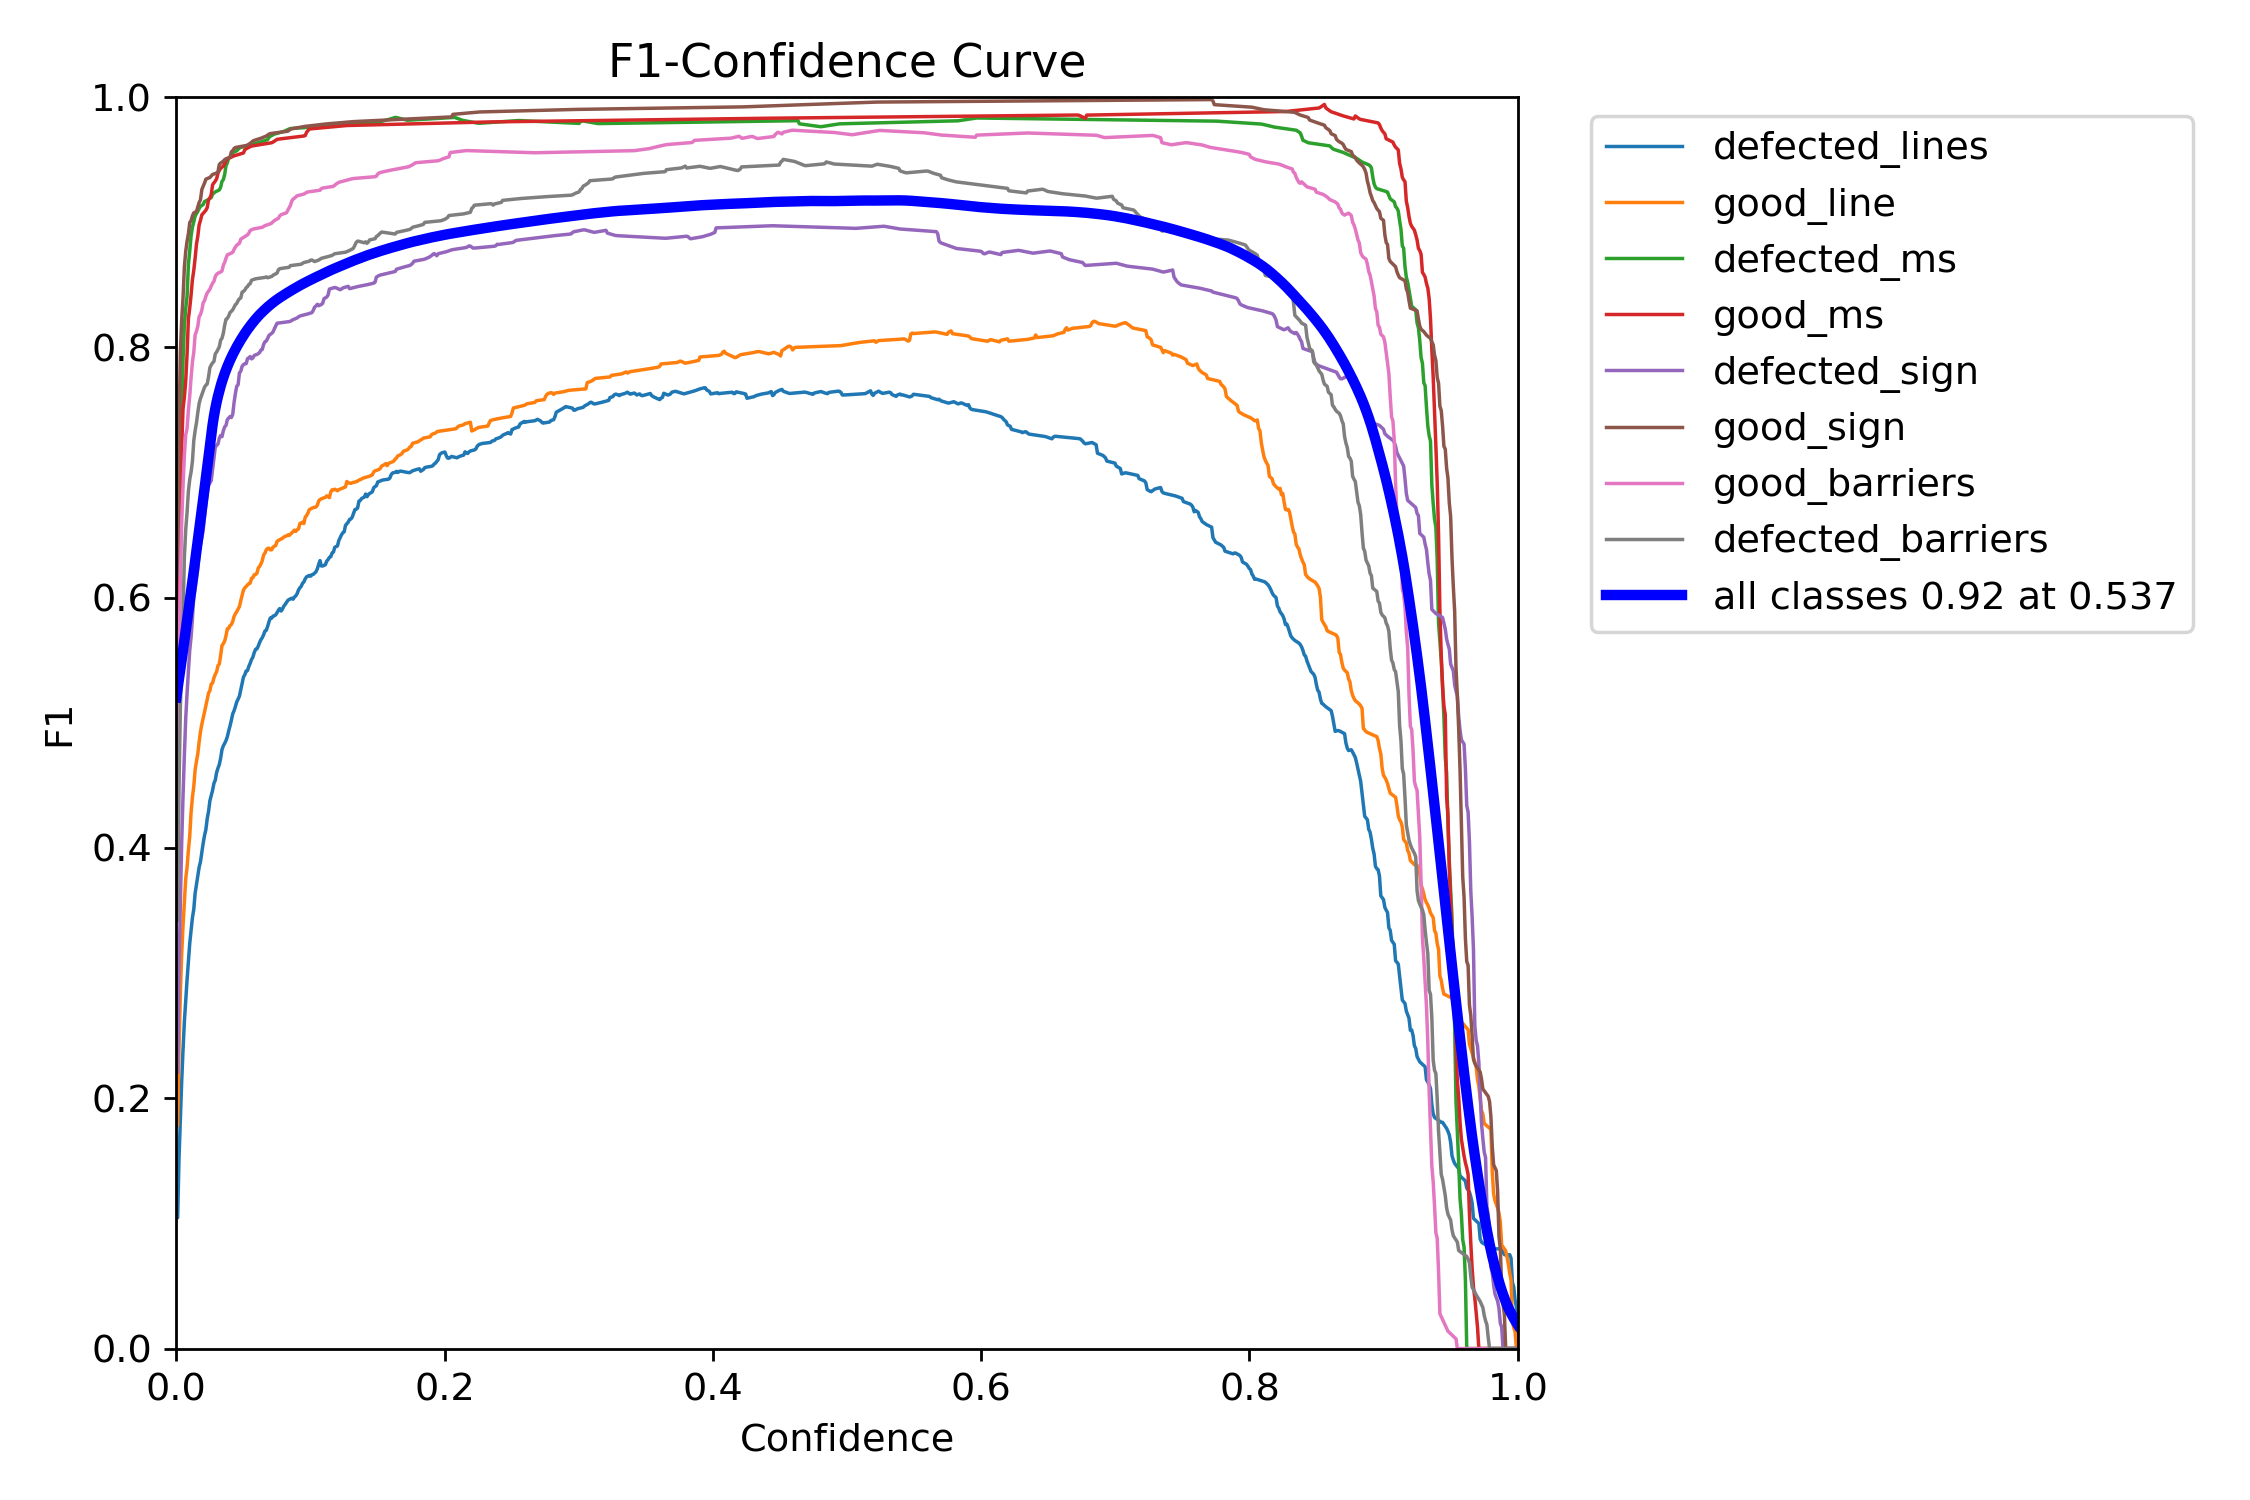 F1-Confidence Curve
1.0
0.8
0.6
0.4
0.2
0.0
F1
0.0 0.2 0.4 0.6 0.8 1.0
Confidence
defected_lines
good_line
defected_ms
good_ms
defected_sign
good_sign
good_barriers
defected_barriers
all classes 0.92 at 0.537